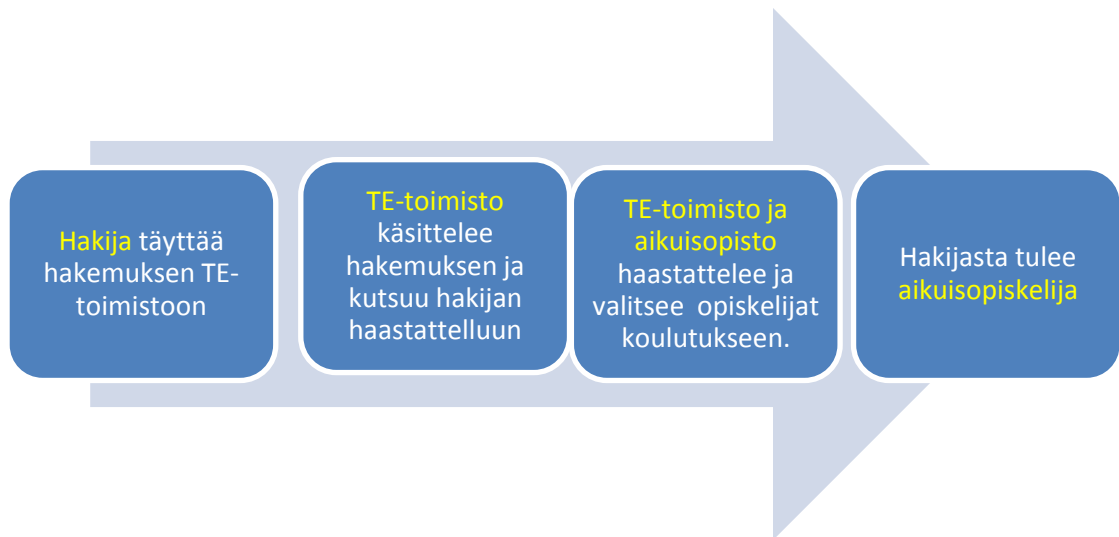 Hakija täyttää
hakemuksen TE-
toimistoon
TE-toimisto
käsittelee
hakemuksen ja
kutsuu hakijan
haastatteluun
TE-toimisto ja
aikuisopisto
haastattelee ja
valitsee  opiskelijat
koulutukseen.
Hakijasta tulee
aikuisopiskelija